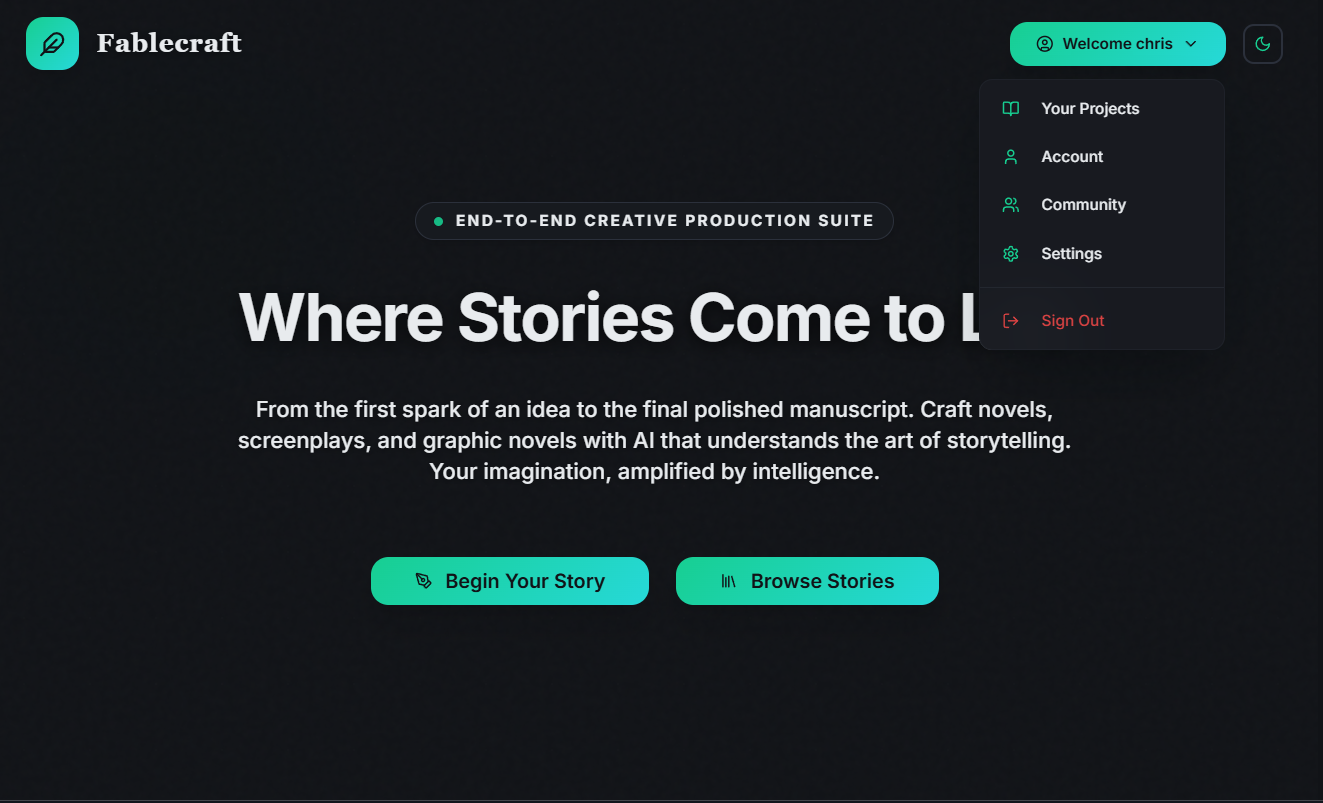 Fablecraft
Welcome chris
Your Projects
Account
Community
Settings
Sign Out
END-TO-END CREATIVE PRODUCTION SUITE
Where Stories Come to
From the first spark of an idea to the final polished manuscript. Craft novels,
screenplays, and graphic novels with AI that understands the art of storytelling.
Your imagination, amplified by intelligence.
Begin Your Story
Browse Stories